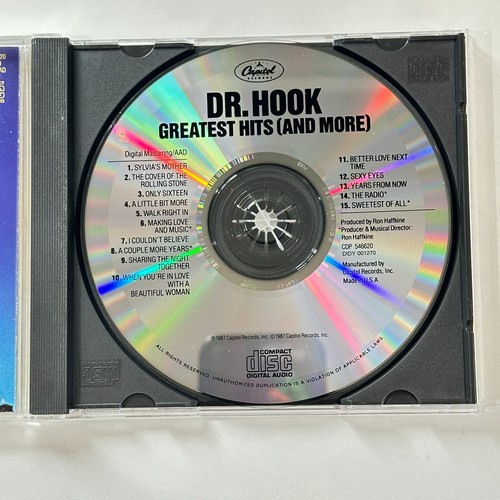 Capitol
RECORDS
DR. HOOK
GREATEST HITS (AND MORE)
Digital Mastering/AAD
1. SYLVIA'S MOTHER
2. THE COVER OF THE
ROLLING STONE
3. ONLY SIXTEEN
4. A LITTLE BIT MORE
5. WALK RIGHT IN
6. MAKING LOVE
AND MUSIC*
7. I COULDN'T BELIEVE
8. A COUPLE MORE YEARS*
9. SHARING THE NIGHT
TOGETHER
10. WHEN YOU'RE IN LOVE
WITH A
BEAUTIFUL WOMAN
11. BETTER LOVE NEXT
TIME
12. SEXY EYES
13. YEARS FROM NOW
14. THE RADIO*
15. SWEETEST OF ALL*
Produced by Ron Haffkine
*Producer & Musical Director:
Ron Haffkine
CDP 546620
DIDY 001270
Manufactured by
Capitol Records, Inc.
Made in U.S.A.
℗1987 Capitol Records, Inc. ©1987 Capitol Records, Inc.
COMPACT
disc
DIGITAL AUDIO
ALL RIGHTS RESERVED. UNAUTHORIZED DUPLICATION IS A VIOLATION OF APPLICABLE LAWS